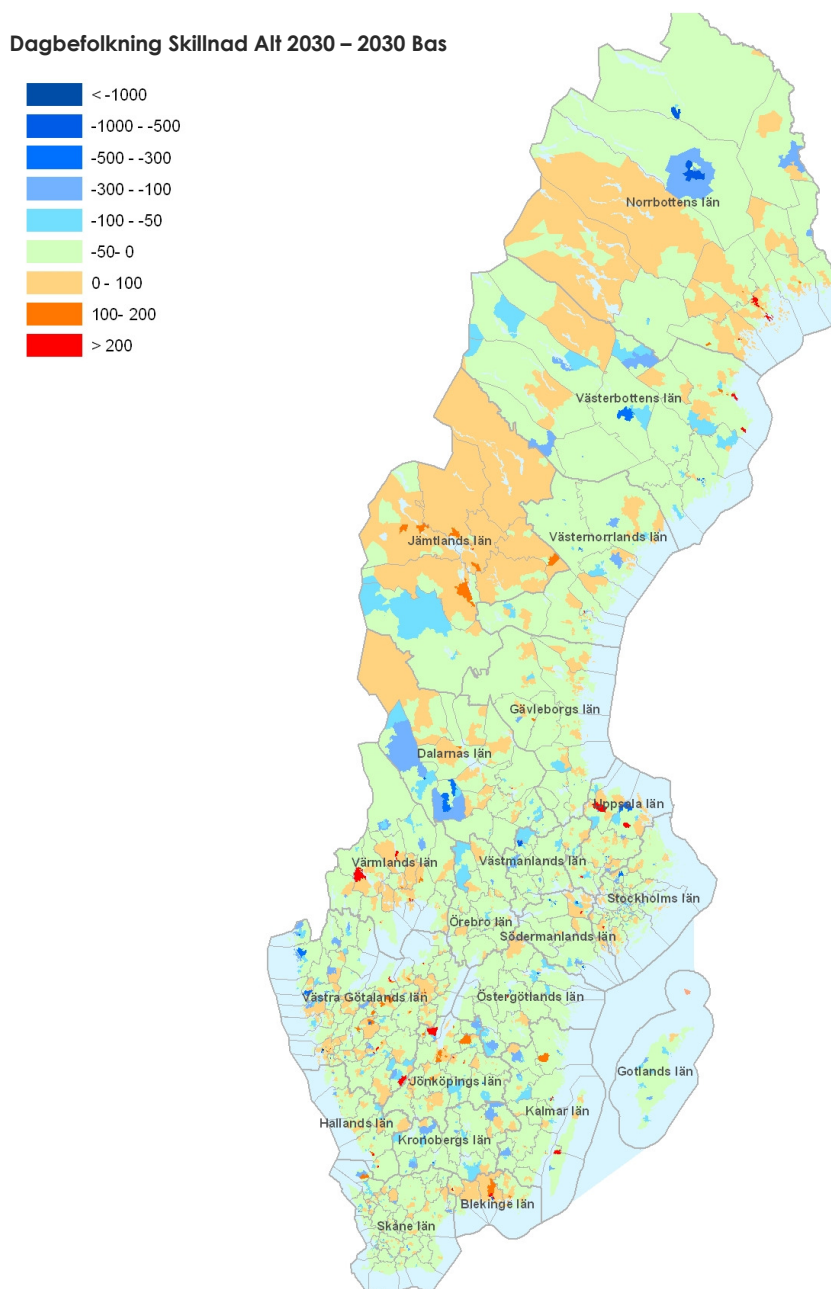 Dagbefolkning Skillnad Alt 2030 – 2030 Bas
< -1000
-1000 - -500
-500 - -300
-300 - -100
-100 - -50
-50- 0
0 - 100
100- 200
> 200
Norrbottens län
Västerbottens län
Jämtlands län
Västernorrlands län
Gävleborgs län
Dalarnas län
Uppsala län
Värmlands län
Västmanlands län
Stockholms län
Örebro län
Södermanlands län
Västra Götalands län
Östergötlands län
Gotlands län
Jönköpings län
Kalmar län
Hallands län
Kronobergs län
Blekinge län
Skåne län